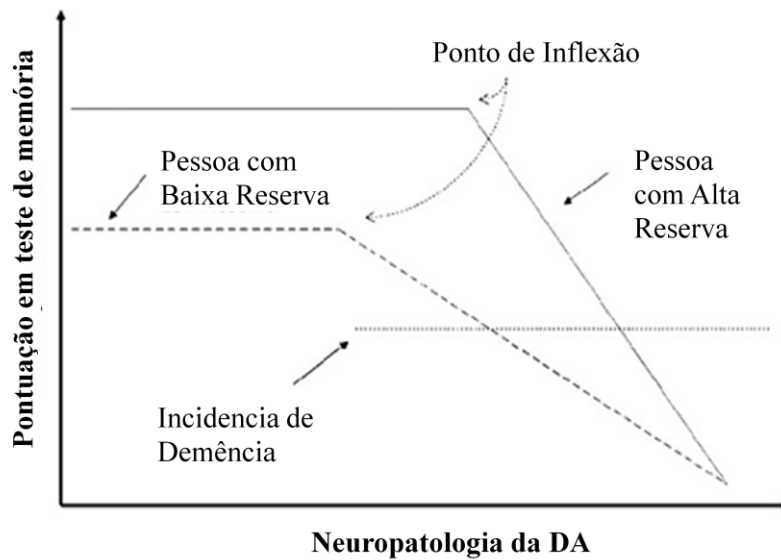 Ponto de Inflexão
Pessoa com
Baixa Reserva
Pessoa
com Alta
Reserva
Incidencia de
Demência
Pontuação em teste de memória
Neuropatologia da DA